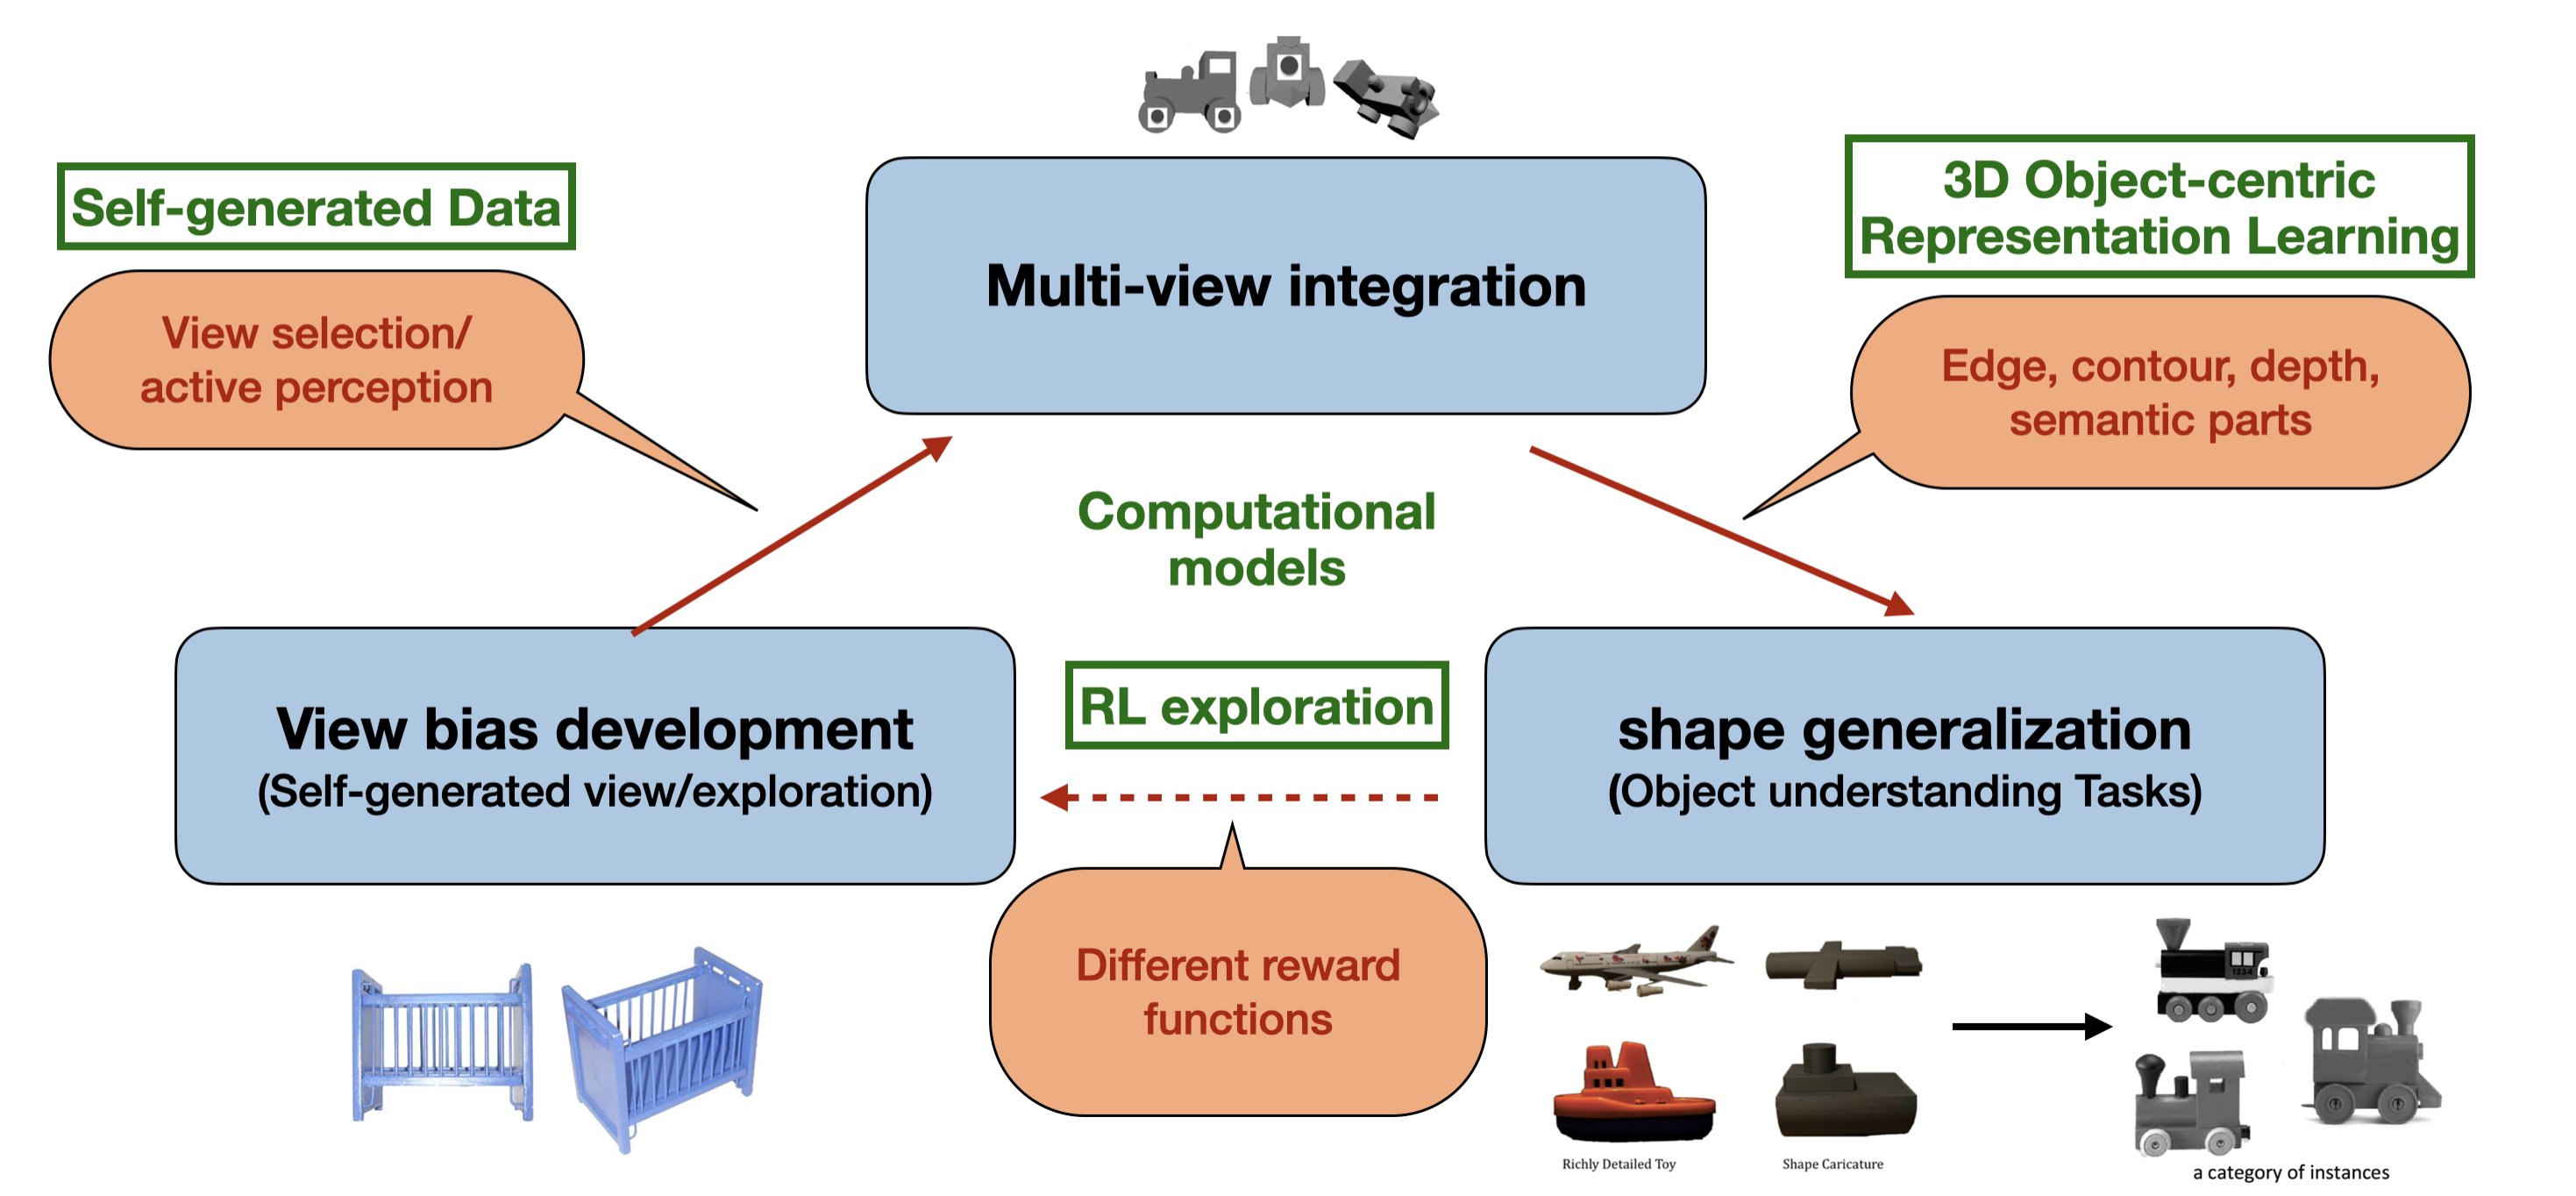 Self-generated Data
View selection/
active perception
Multi-view integration
3D Object-centric
Representation Learning
Edge, contour, depth,
semantic parts
Computational
models
View bias development
(Self-generated view/exploration)
RL exploration
shape generalization
(Object understanding Tasks)
Different reward
functions
1234
Richly Detailed Toy
Shape Caricature
a category of instances